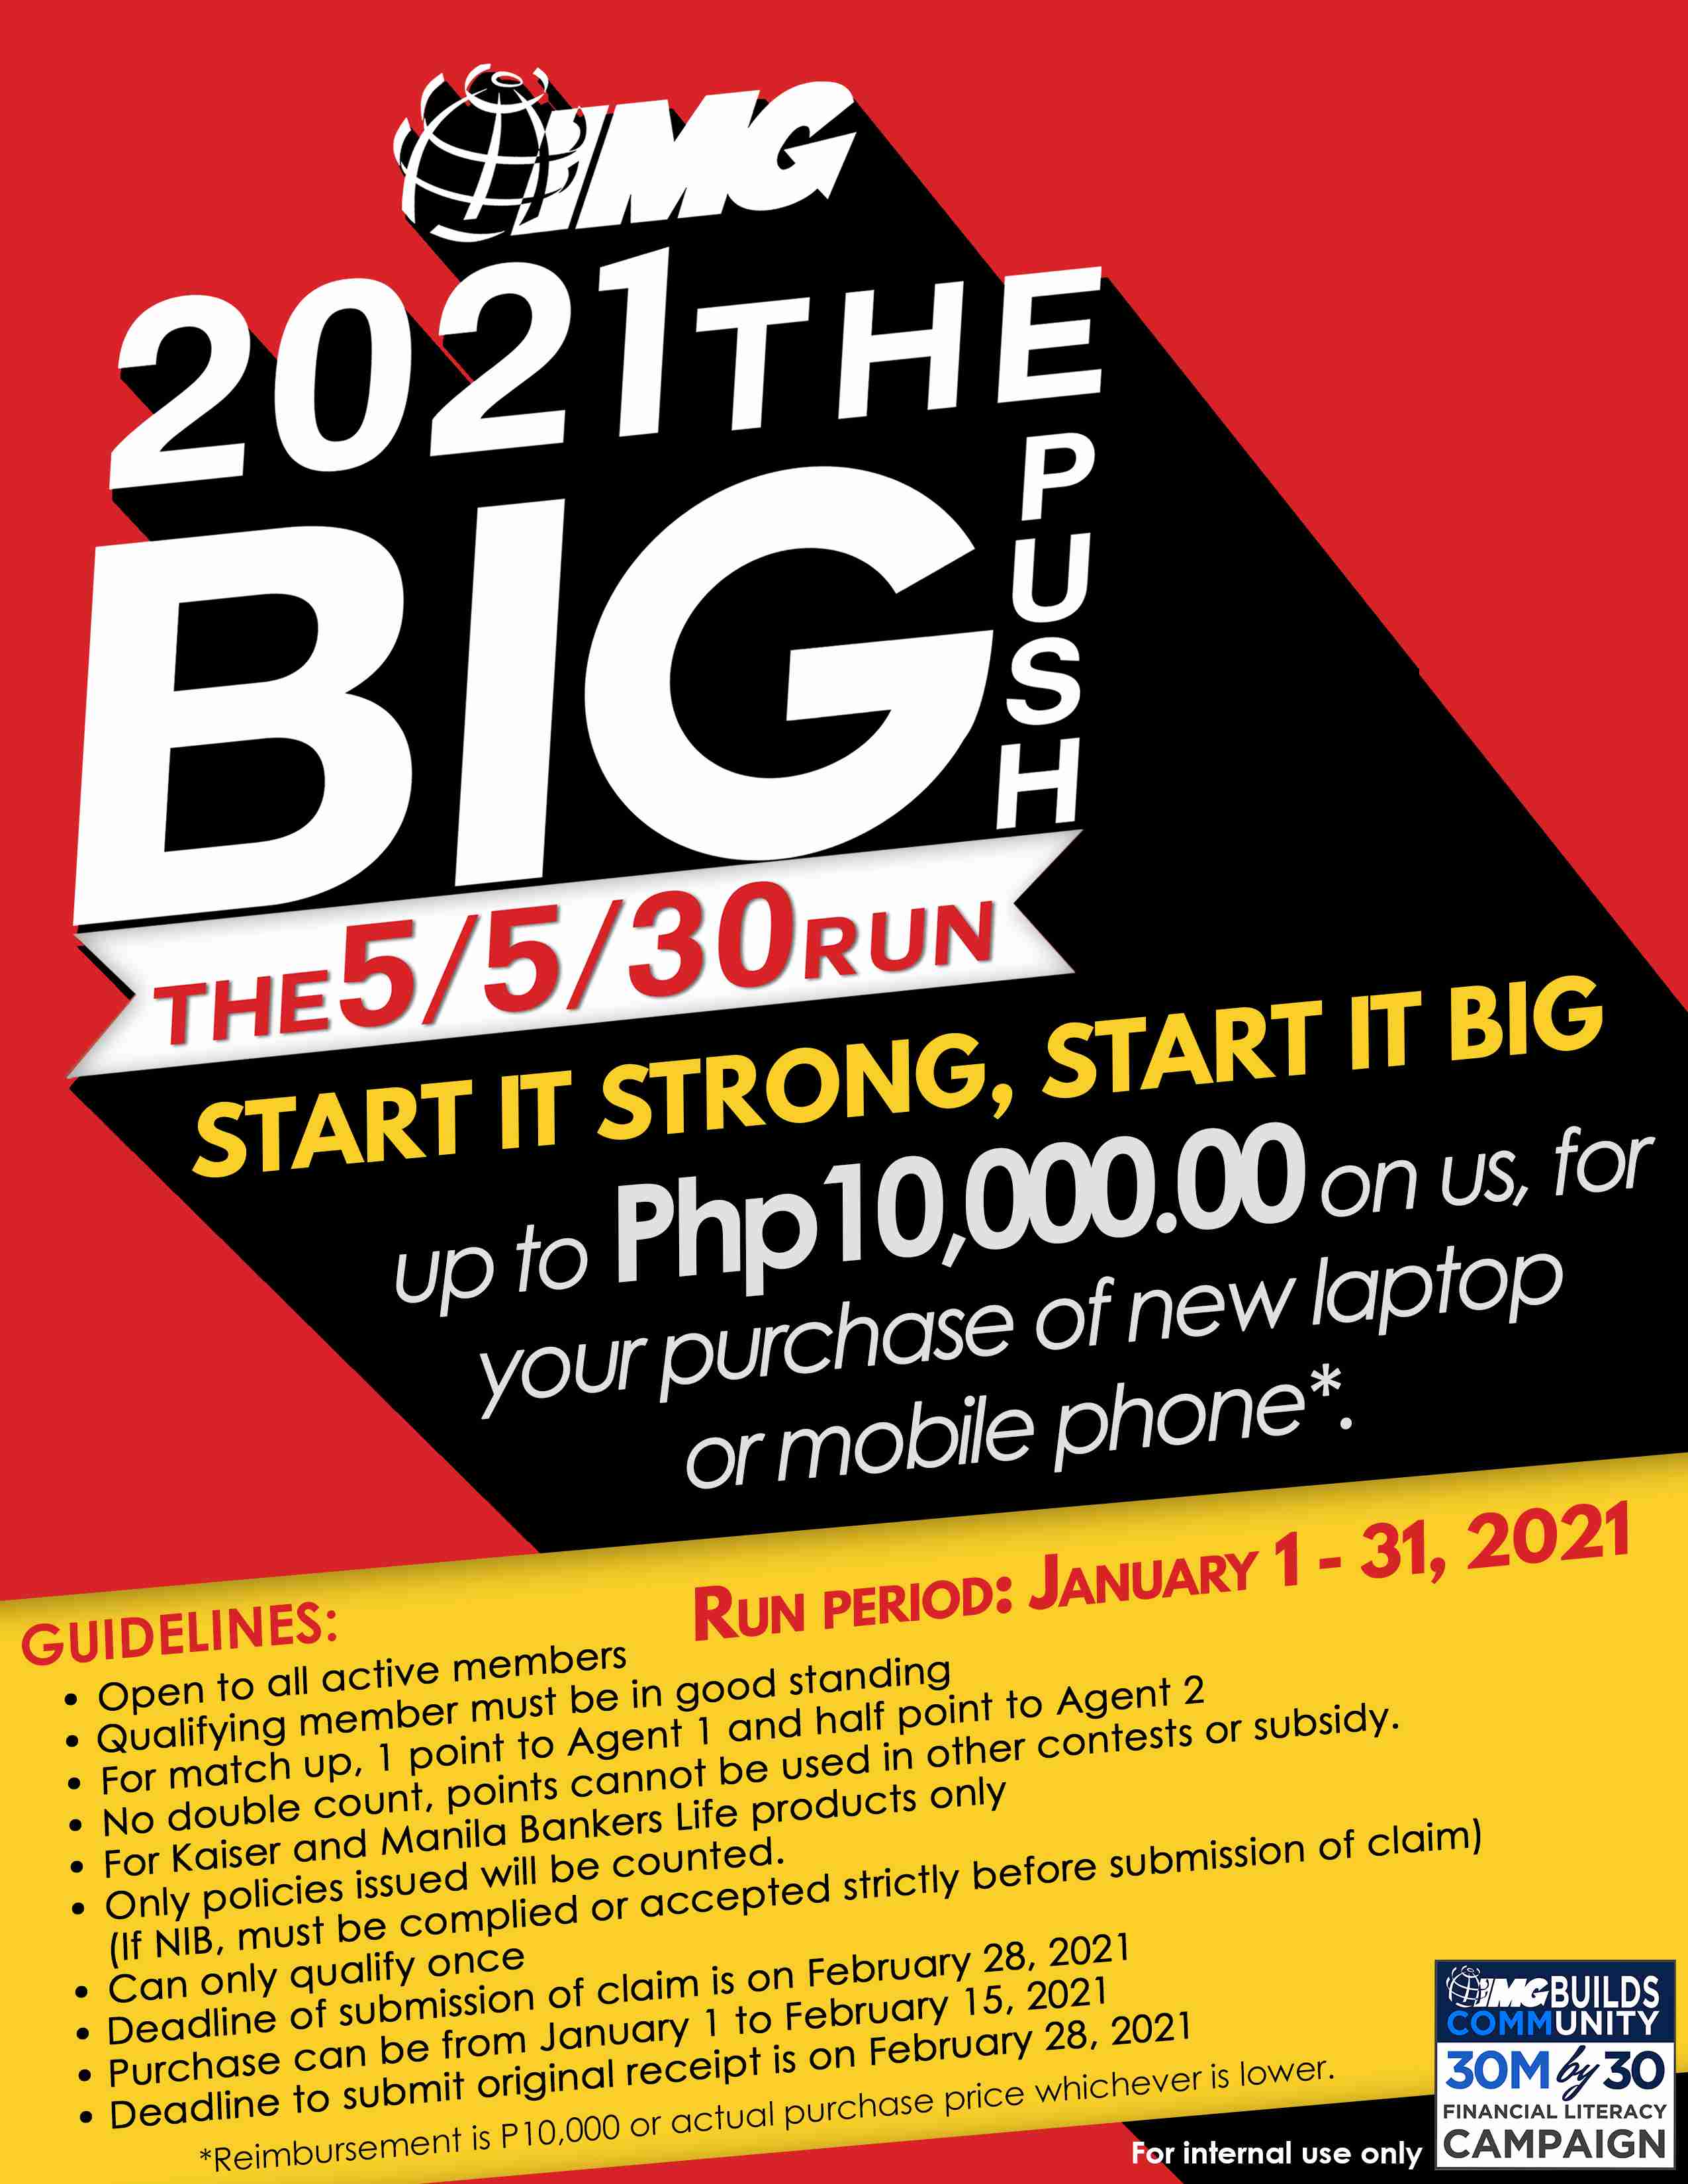 IMG
2021 THE
BIG
PUSH
THE 5/5/30 RUN
START IT STRONG, START IT BIG
up to Php10,000.00 on us, for
your purchase of new laptop
or mobile phone*.
RUN PERIOD: JANUARY 1 - 31, 2021
GUIDELINES:
• Open to all active members
• Qualifying member must be in good standing
• For match up, 1 point to Agent 1 and half point to Agent 2
• No double count, points cannot be used in other contests or subsidy.
• For Kaiser and Manila Bankers Life products only
• Only policies issued will be counted.
(If NIB, must be complied or accepted strictly before submission of claim)
• Can only qualify once
• Deadline of submission of claim is on February 28, 2021
• Purchase can be from January 1 to February 15, 2021
• Deadline to submit original receipt is on February 28, 2021
*Reimbursement is P10,000 or actual purchase price whichever is lower.
For internal use only
IMG BUILDS
COMMUNITY
30M by 30
FINANCIAL LITERACY
CAMPAIGN